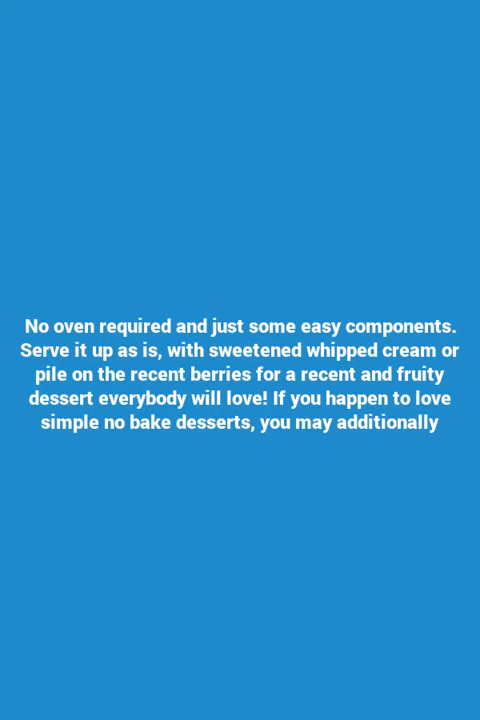 No oven required and just some easy components.
Serve it up as is, with sweetened whipped cream or
pile on the recent berries for a recent and fruity
dessert everybody will love! If you happen to love
simple no bake desserts, you may additionally